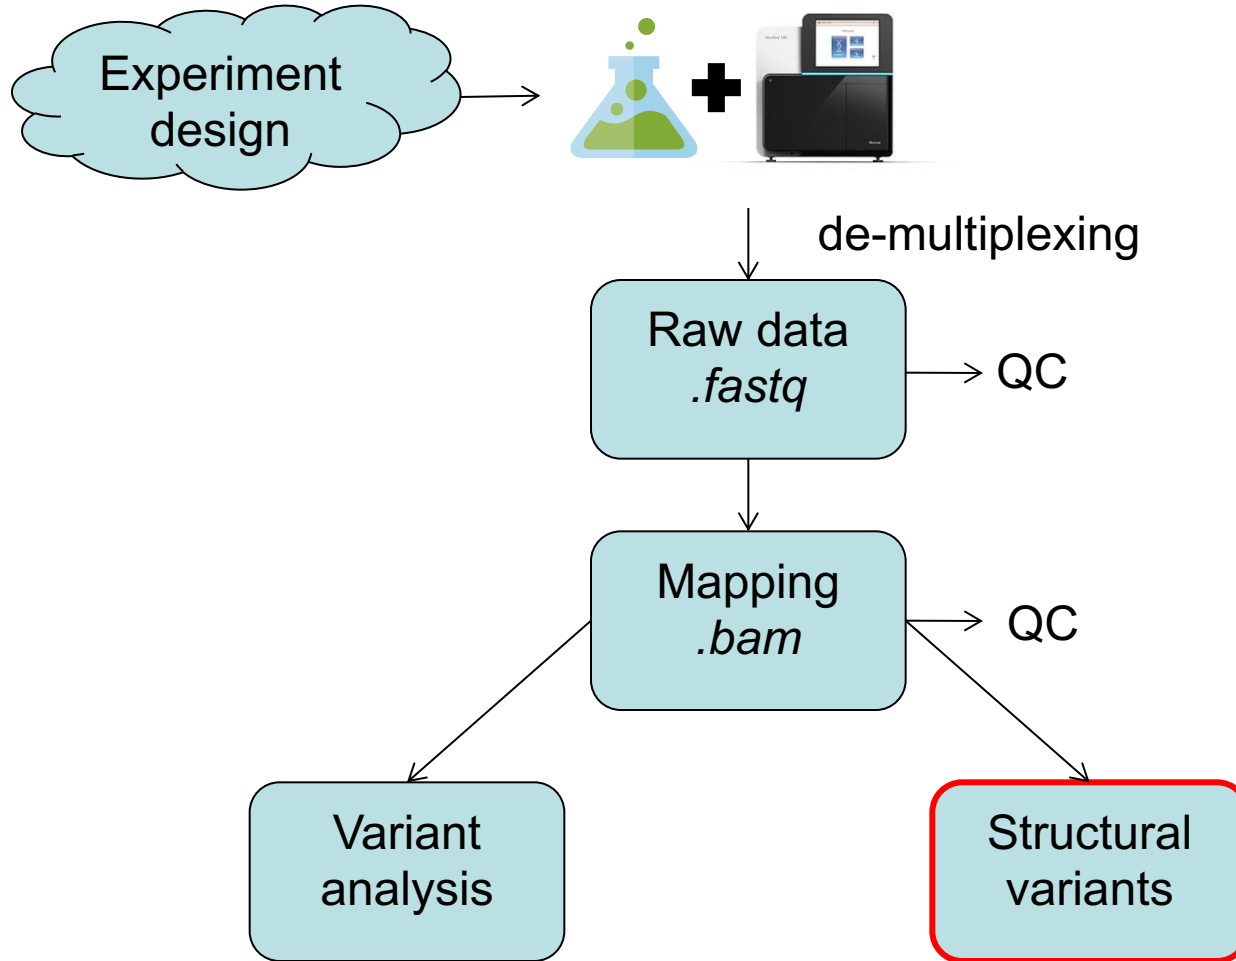 Experiment
design
de-multiplexing
Raw data
.fastq
QC
Mapping
.bam
QC
Variant
analysis
Structural
variants